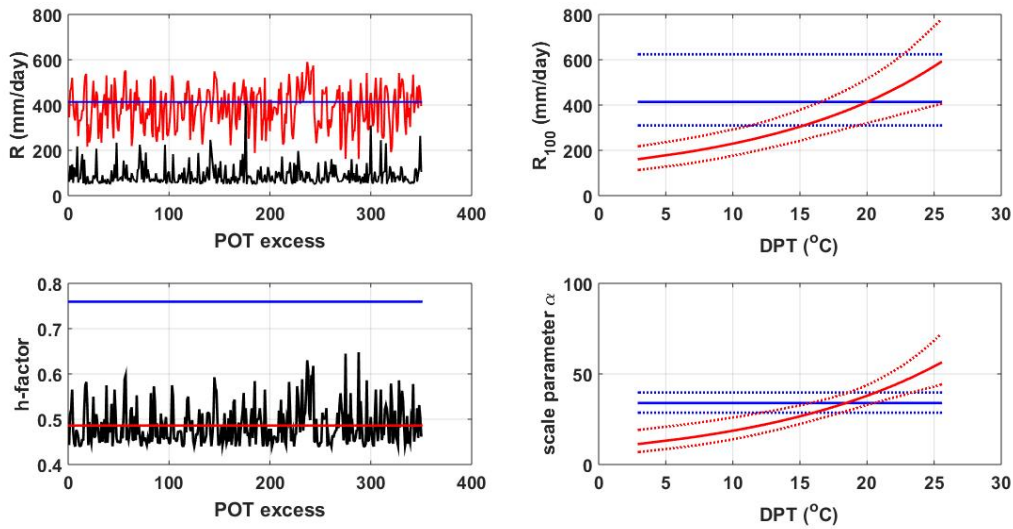 800
600
400
200
0
R (mm/day)
0 100 200 300 400
POT excess
800
600
400
200
0
R100 (mm/day)
0 5 10 15 20 25 30
DPT (oC)
0.8
0.7
0.6
0.5
0.4
h-factor
0 100 200 300 400
POT excess
100
50
0
scale parameter α
0 5 10 15 20 25 30
DPT (oC)